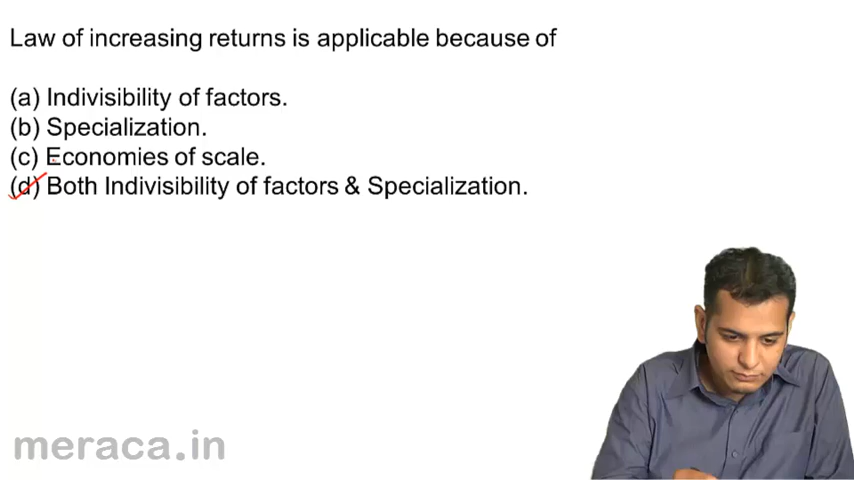 Law of increasing returns is applicable because of
(a) Indivisibility of factors.
(b) Specialization.
(c) Economies of scale.
(d) Both Indivisibility of factors & Specialization.
meraca.in